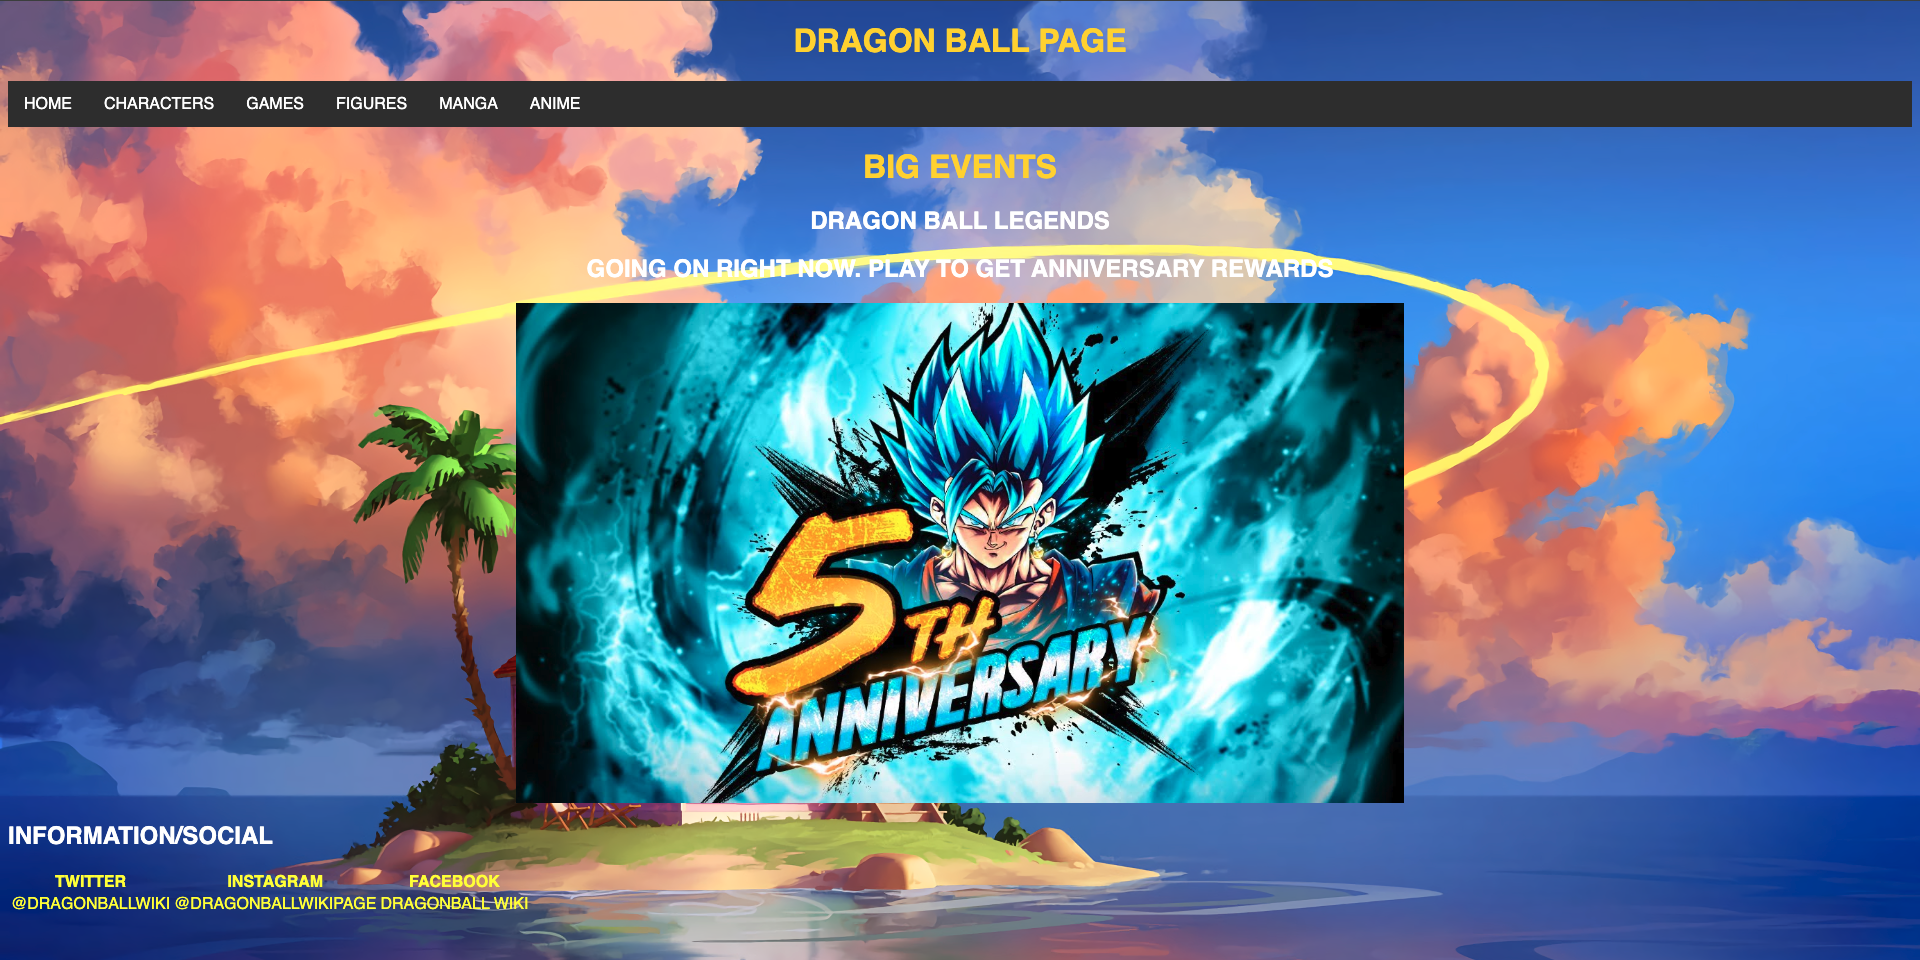 DRAGON BALL PAGE
HOME CHARACTERS GAMES FIGURES MANGA ANIME
BIG EVENTS
DRAGON BALL LEGENDS
GOING ON RIGHT NOW. PLAY TO GET ANNIVERSARY REWARDS
5TH
ANNIVERSARY
INFORMATION/SOCIAL
TWITTER INSTAGRAM FACEBOOK
@DRAGONBALLWIKI @DRAGONBALLWIKIPAGE DRAGONBALL WIKI